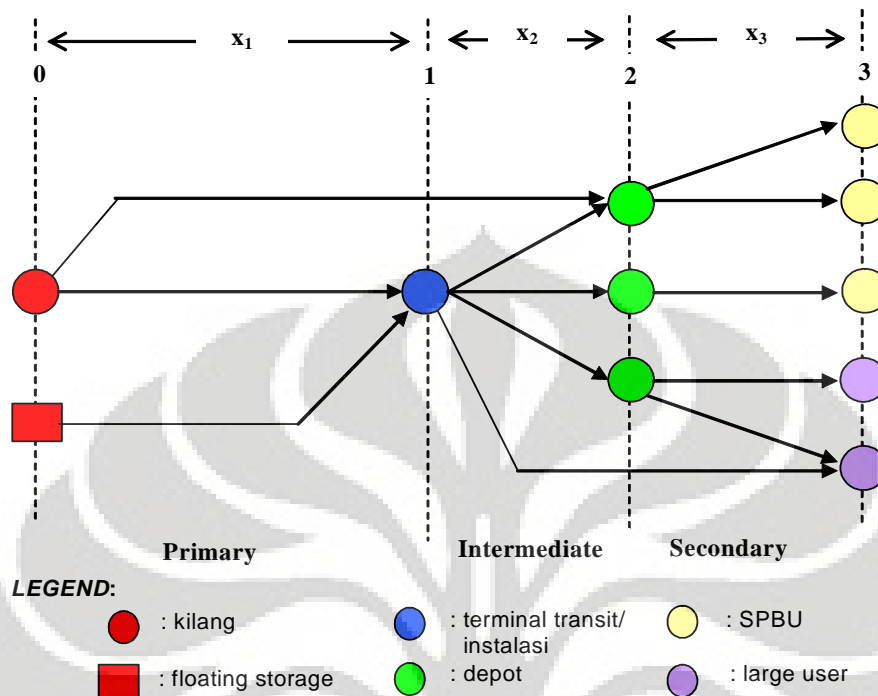 x₁ x₂ x₃
0 1 2 3
Primary Intermediate Secondary
LEGEND:
: kilang : terminal transit/ : SPBU
instalasi
: floating storage : depot : large user